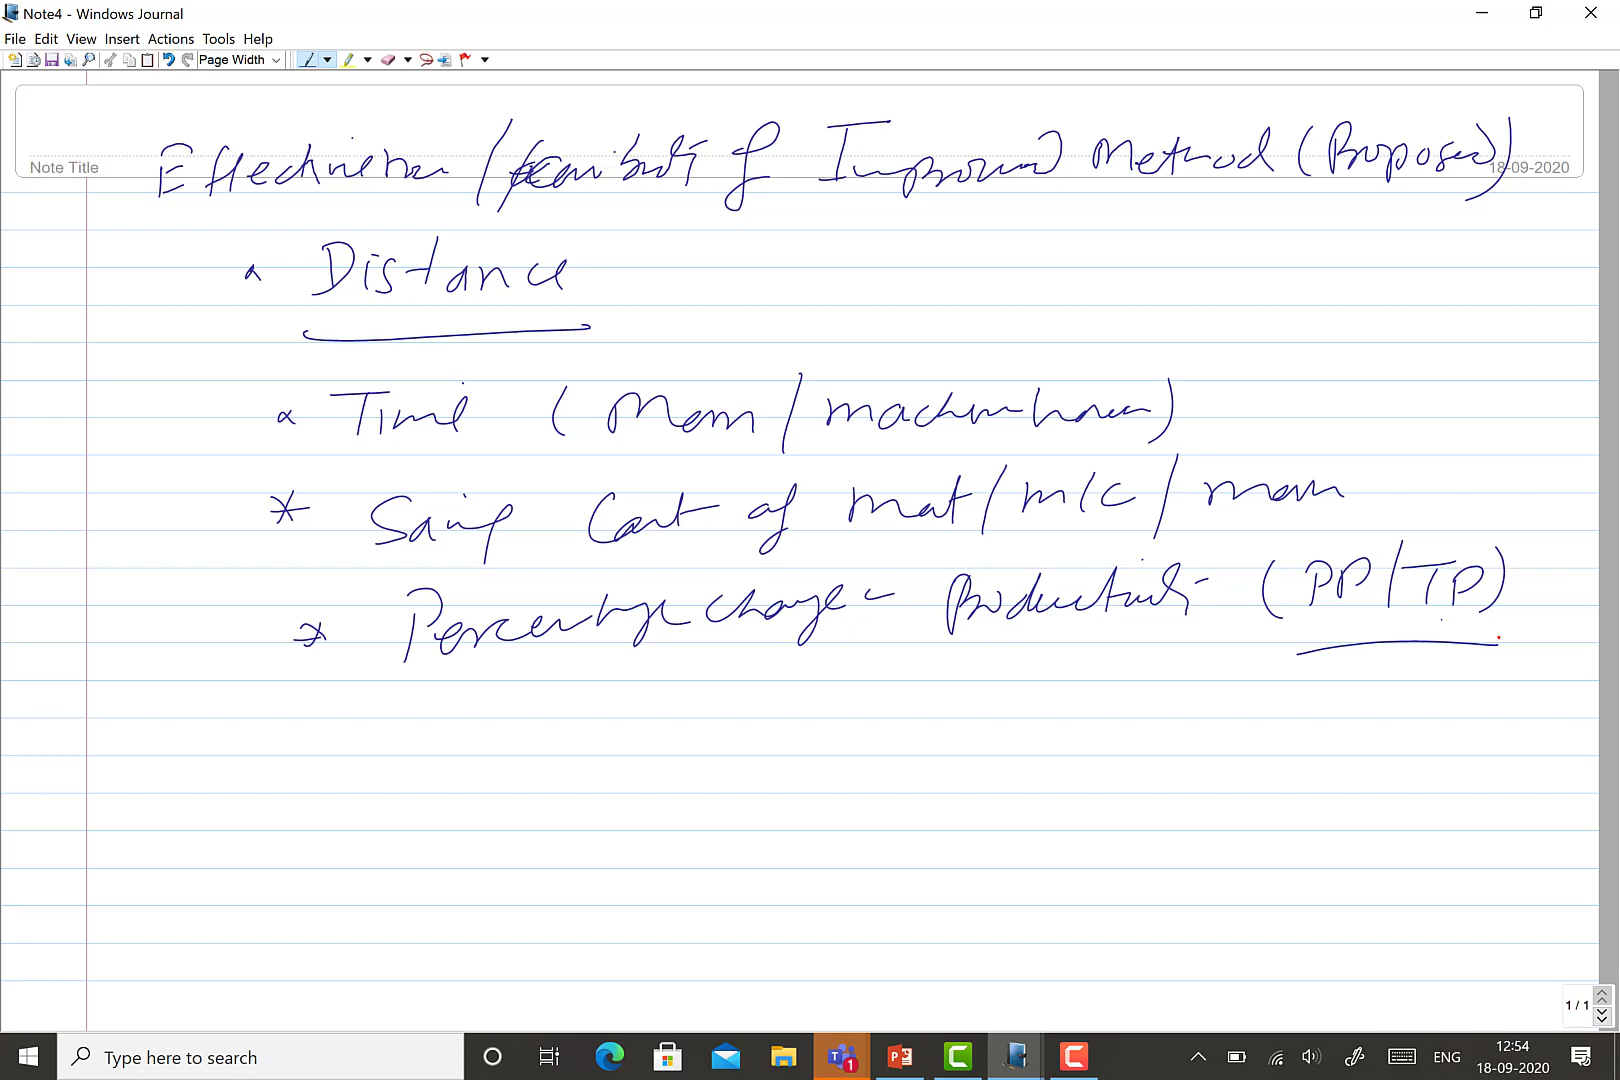 Note4 - Windows Journal
File Edit View Insert Actions Tools Help
Page Width
Effectiveness / feasibility of Improved Method (Proposed)
Note Title
18-09-2020
Distance
Time ( Man / machine hours )
* Saving Cost of mat / m/c / man
* Percentage change in Productivity ( PP / TP )
1 / 1
Type here to search
1
ENG
12:54
18-09-2020